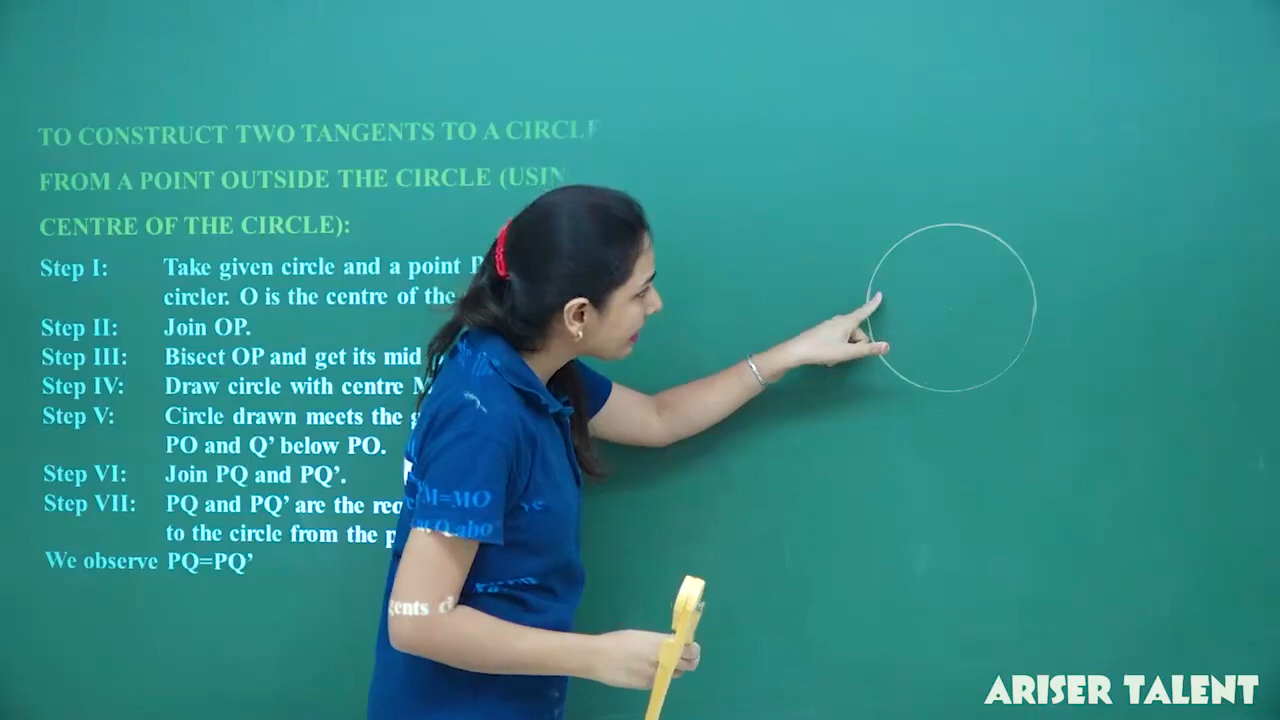 TO CONSTRUCT TWO TANGENTS TO A CIRCLE
FROM A POINT OUTSIDE THE CIRCLE (USIN
CENTRE OF THE CIRCLE):
Step I: Take given circle and a point P
circler. O is the centre of the
Step II: Join OP.
Step III: Bisect OP and get its mid
M=MO
Step IV: Draw circle with centre M
Step V: Circle drawn meets the g
PO and Q' below PO.
Step VI: Join PQ and PQ'.
Step VII: PQ and PQ' are the req
to the circle from the p
We observe PQ=PQ'
ARISER TALENT